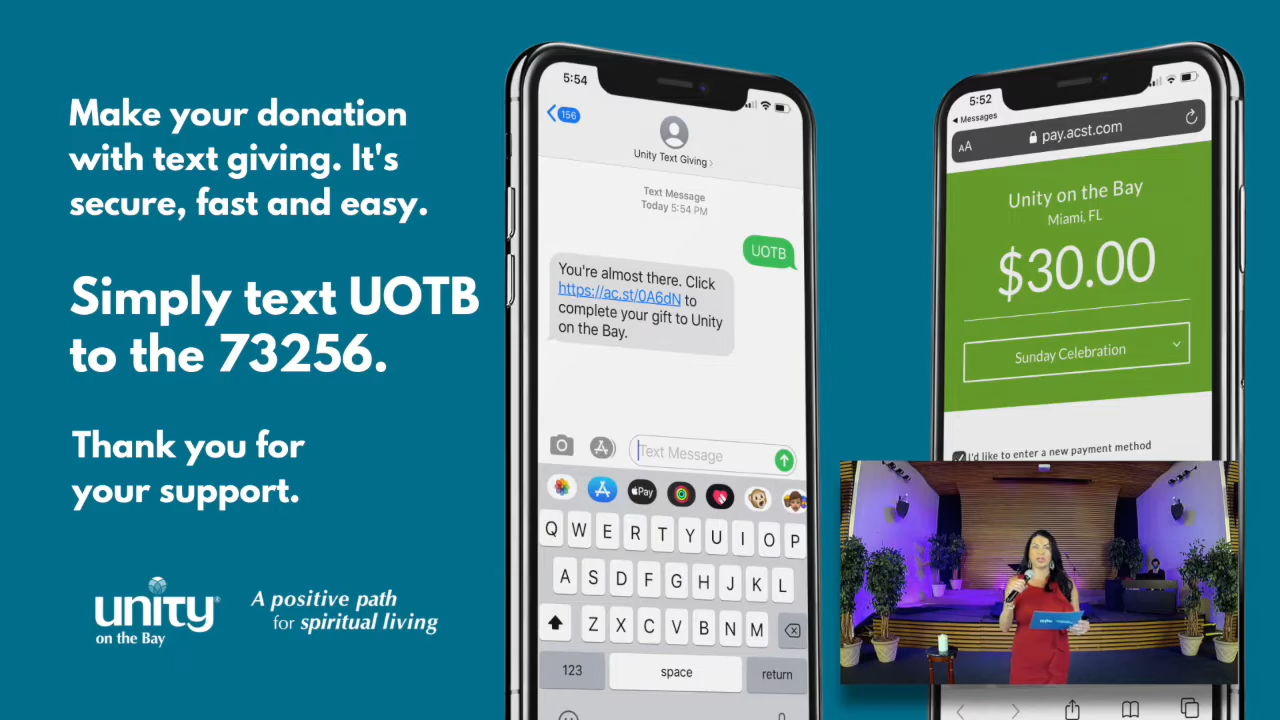 Make your donation
with text giving. It's
secure, fast and easy.
Simply text UOTB
to the 73256.
Thank you for
your support.
unity®
on the Bay
A positive path
for spiritual living
5:54
156
Unity Text Giving
Text Message
Today 5:54 PM
UOTB
You're almost there. Click
https://ac.st/0A6dN to
complete your gift to Unity
on the Bay.
Text Message
Pay
Q W E R T Y U I O P
A S D F G H J K L
Z X C V B N M
123 space return
5:52
Messages
AA pay.acst.com
Unity on the Bay
Miami, FL
$30.00
Sunday Celebration
I'd like to enter a new payment method